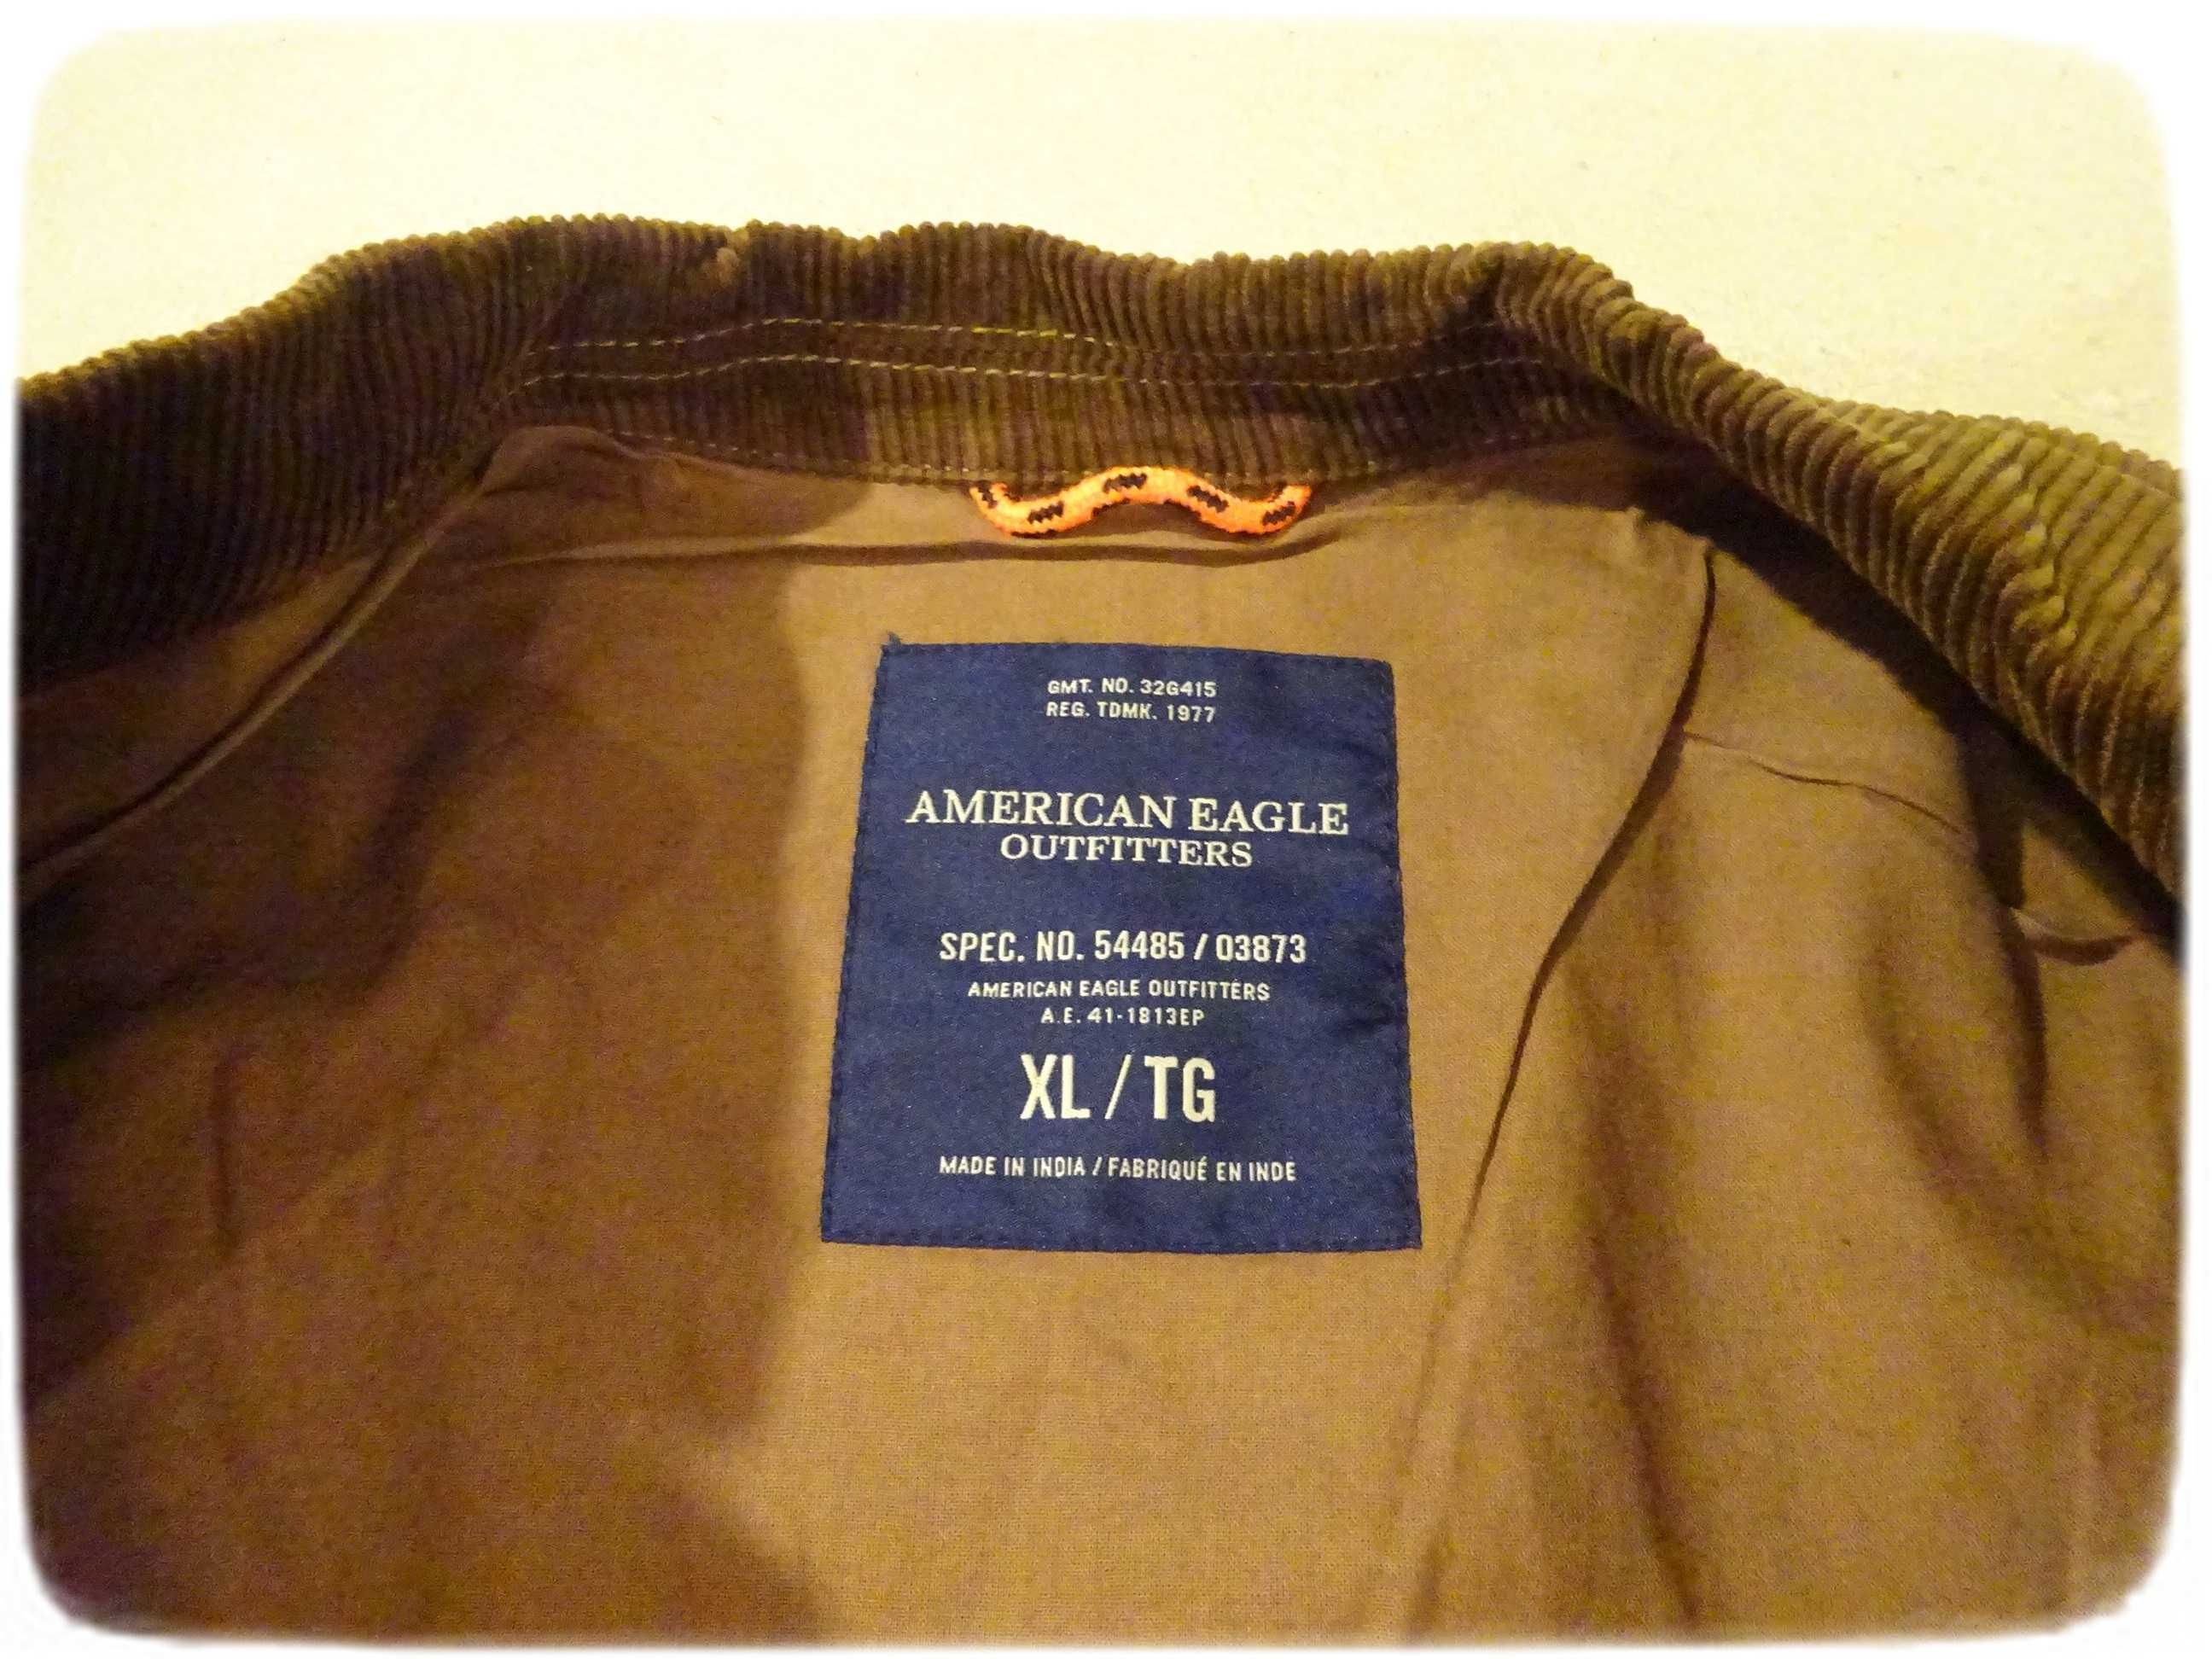 GMT. NO. 32G415
REG. TDMK. 1977
AMERICAN EAGLE
OUTFITTERS
SPEC. NO. 54485 / 03873
AMERICAN EAGLE OUTFITTERS
A.E. 41-1813EP
XL / TG
MADE IN INDIA / FABRIQUÉ EN INDE